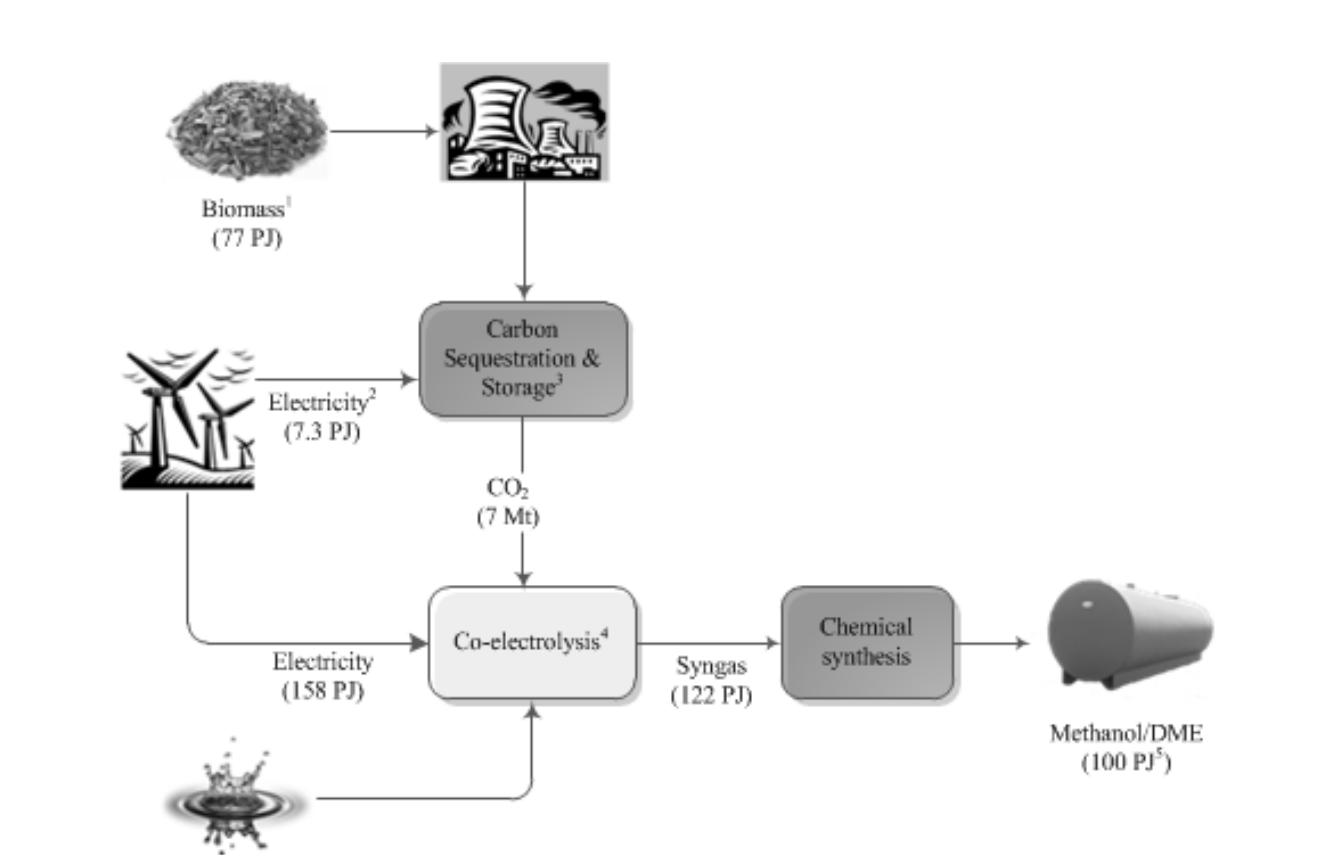 Biomass¹
(77 PJ)
Carbon
Sequestration &
Storage³
Electricity²
(7.3 PJ)
CO₂
(7 Mt)
Co-electrolysis⁴
Electricity
(158 PJ)
Syngas
(122 PJ)
Chemical
synthesis
Methanol/DME
(100 PJ⁵)